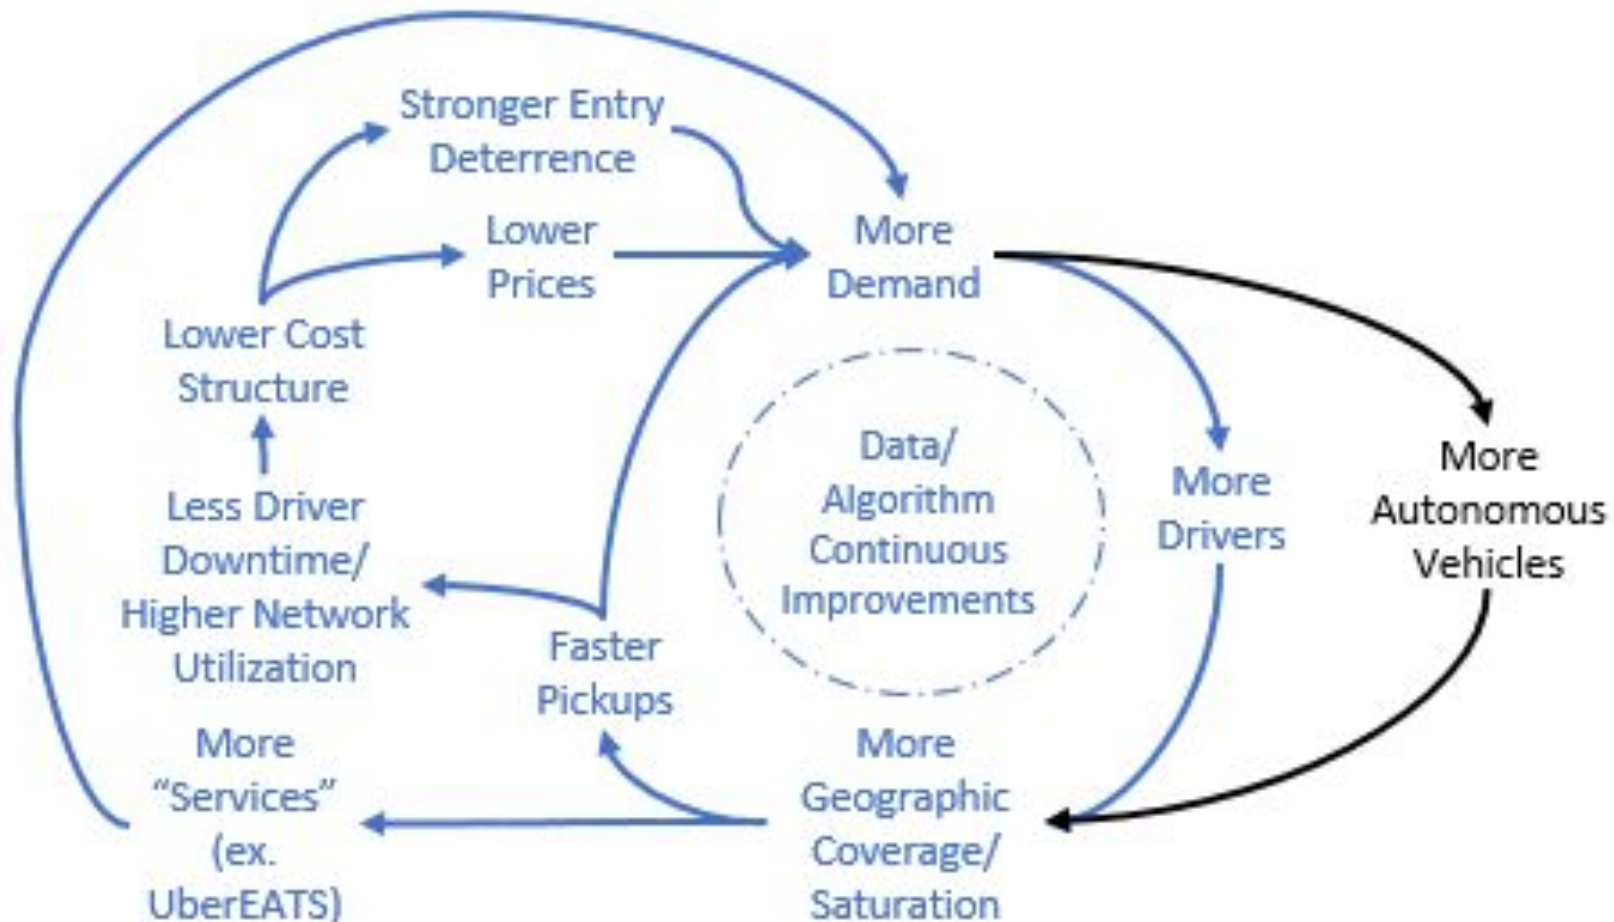 Stronger Entry
Deterrence
Lower
Prices
More
Demand
Lower Cost
Structure
Less Driver
Downtime/
Higher Network
Utilization
Faster
Pickups
Data/
Algorithm
Continuous
Improvements
More
Drivers
More
Autonomous
Vehicles
More
“Services”
(ex.
UberEATS)
More
Geographic
Coverage/
Saturation